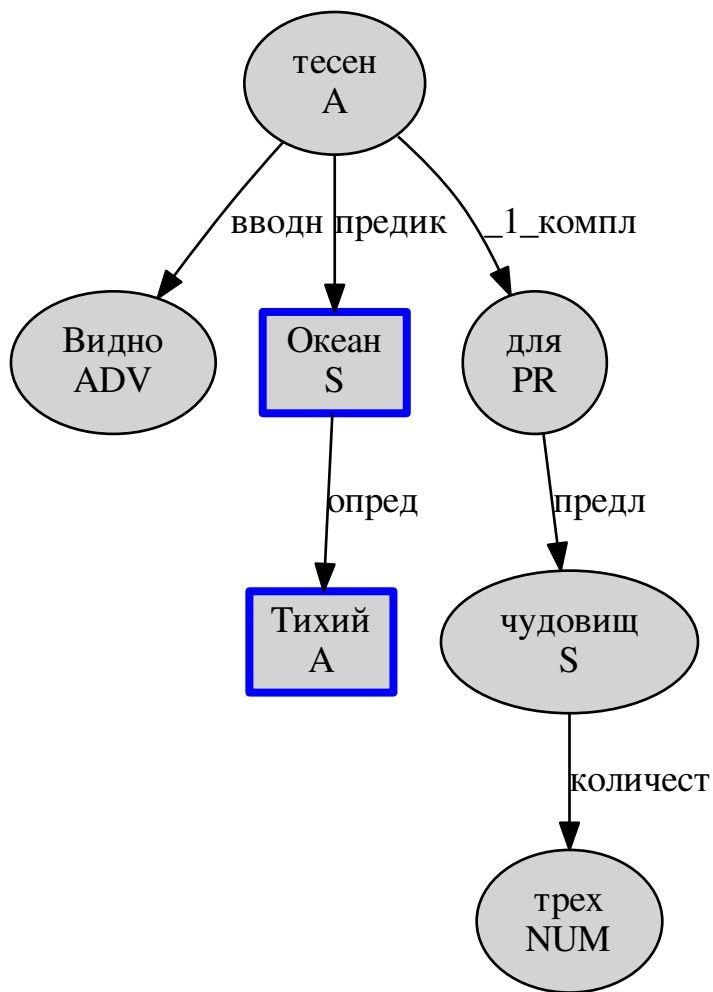 тесен
A
вводн предик _1_компл
Видно
ADV
Океан
S
для
PR
опред предл
Тихий
A
чудовищ
S
количест
трех
NUM